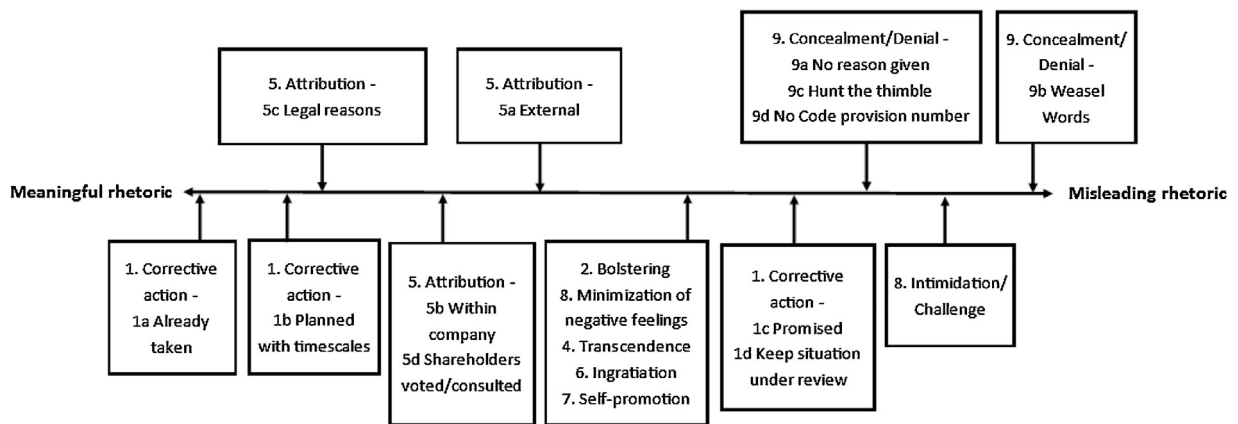 5. Attribution -
5c Legal reasons
5. Attribution -
5a External
9. Concealment/Denial -
9a No reason given
9c Hunt the thimble
9d No Code provision number
9. Concealment/
Denial -
9b Weasel
Words
Meaningful rhetoric
Misleading rhetoric
1. Corrective
action -
1a Already
taken
1. Corrective
action -
1b Planned
with timescales
5. Attribution -
5b Within
company
5d Shareholders
voted/consulted
2. Bolstering
8. Minimization of
negative feelings
4. Transcendence
6. Ingratiation
7. Self-promotion
1. Corrective
action -
1c Promised
1d Keep situation
under review
8. Intimidation/
Challenge